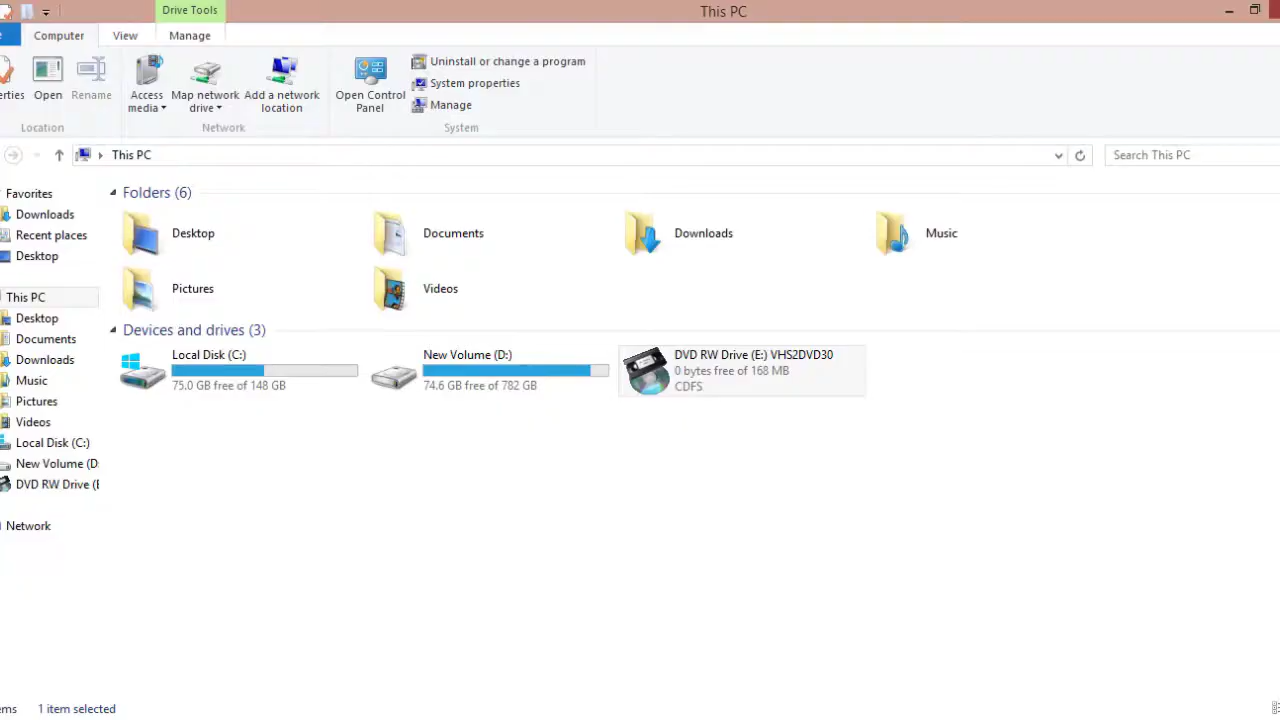 Drive Tools
This PC
Computer
View
Manage
erties
Open
Rename
Access media
Map network drive
Add a network location
Open Control Panel
Uninstall or change a program
System properties
Manage
Location
Network
System
This PC
Search This PC
Favorites
Downloads
Recent places
Desktop
This PC
Desktop
Documents
Downloads
Music
Pictures
Videos
Local Disk (C:)
New Volume (D:
DVD RW Drive (E
Network
Folders (6)
Desktop
Documents
Downloads
Music
Pictures
Videos
Devices and drives (3)
Local Disk (C:)
75.0 GB free of 148 GB
New Volume (D:)
74.6 GB free of 782 GB
DVD RW Drive (E:) VHS2DVD30
0 bytes free of 168 MB
CDFS
ems
1 item selected